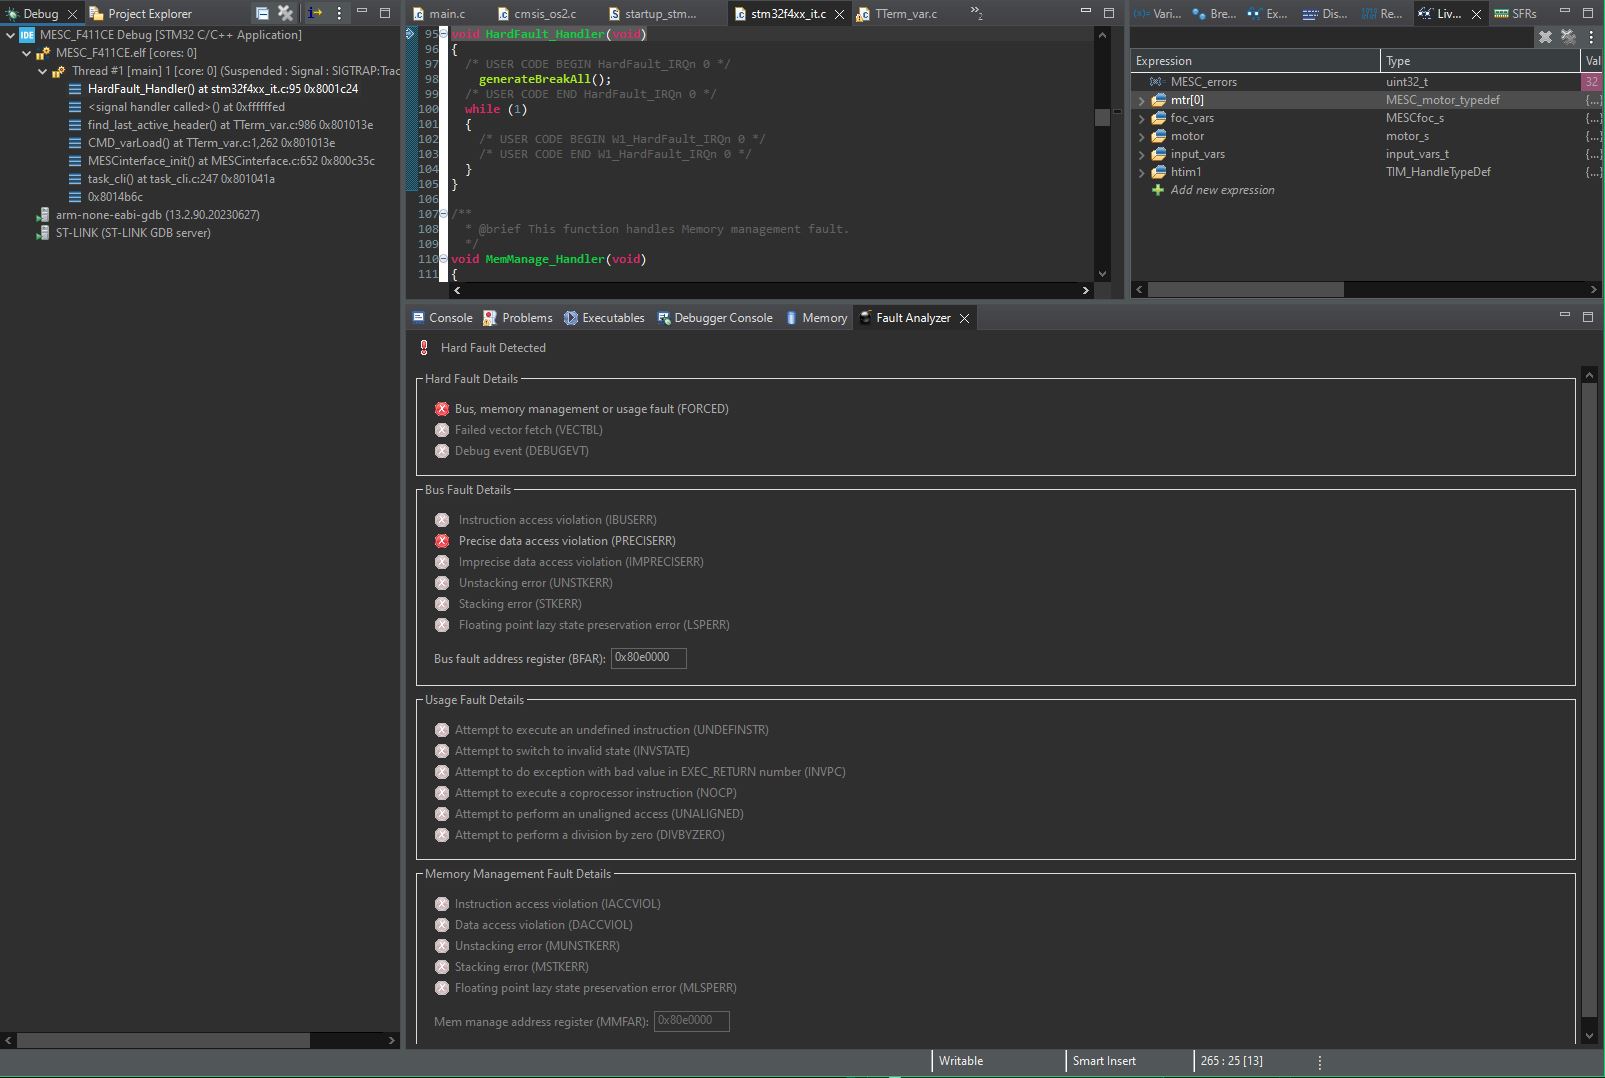 Debug
Project Explorer
MESC_F411CE Debug [STM32 C/C++ Application]
MESC_F411CE.elf [cores: 0]
Thread #1 [main] 1 [core: 0] (Suspended : Signal : SIGTRAP:Trac
HardFault_Handler() at stm32f4xx_it.c:95 0x8001c24
<signal handler called>() at 0xffffffed
find_last_active_header() at TTerm_var.c:986 0x801013e
CMD_varLoad() at TTerm_var.c:1,262 0x801013e
MESCinterface_init() at MESCinterface.c:652 0x800c35c
task_cli() at task_cli.c:247 0x801041a
0x8014b6c
arm-none-eabi-gdb (13.2.90.20230627)
ST-LINK (ST-LINK GDB server)
main.c
cmsis_os2.c
startup_stm...
stm32f4xx_it.c
TTerm_var.c
»2
95 void HardFault_Handler(void)
96 {
97 /* USER CODE BEGIN HardFault_IRQn 0 */
98 generateBreakAll();
99 /* USER CODE END HardFault_IRQn 0 */
100 while (1)
101 {
102 /* USER CODE BEGIN W1_HardFault_IRQn 0 */
103 /* USER CODE END W1_HardFault_IRQn 0 */
104 }
105 }
106
107 /**
108 * @brief This function handles Memory management fault.
109 */
110 void MemManage_Handler(void)
111 {
(x)= Vari...
Bre...
Ex...
Dis...
Re...
Liv...
SFRs
Expression Type Val
MESC_errors uint32_t 32
mtr[0] MESC_motor_typedef {...}
foc_vars MESCfoc_s {...}
motor motor_s {...}
input_vars input_vars_t {...}
htim1 TIM_HandleTypeDef {...}
Add new expression
Console
Problems
Executables
Debugger Console
Memory
Fault Analyzer
Hard Fault Detected
Hard Fault Details
Bus, memory management or usage fault (FORCED)
Failed vector fetch (VECTBL)
Debug event (DEBUGEVT)
Bus Fault Details
Instruction access violation (IBUSERR)
Precise data access violation (PRECISERR)
Imprecise data access violation (IMPRECISERR)
Unstacking error (UNSTKERR)
Stacking error (STKERR)
Floating point lazy state preservation error (LSPERR)
Bus fault address register (BFAR): 0x80e0000
Usage Fault Details
Attempt to execute an undefined instruction (UNDEFINSTR)
Attempt to switch to invalid state (INVSTATE)
Attempt to do exception with bad value in EXEC_RETURN number (INVPC)
Attempt to execute a coprocessor instruction (NOCP)
Attempt to perform an unaligned access (UNALIGNED)
Attempt to perform a division by zero (DIVBYZERO)
Memory Management Fault Details
Instruction access violation (IACCVIOL)
Data access violation (DACCVIOL)
Unstacking error (MUNSTKERR)
Stacking error (MSTKERR)
Floating point lazy state preservation error (MLSPERR)
Mem manage address register (MMFAR): 0x80e0000
Writable
Smart Insert
265 : 25 [13]